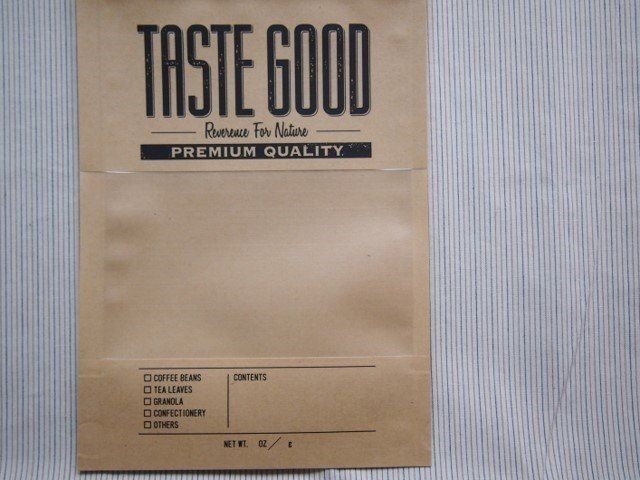 TASTE GOOD
Reverence For Nature
PREMIUM QUALITY
COFFEE BEANS
TEA LEAVES
GRANOLA
CONFECTIONERY
OTHERS
CONTENTS
NET WT. OZ / g